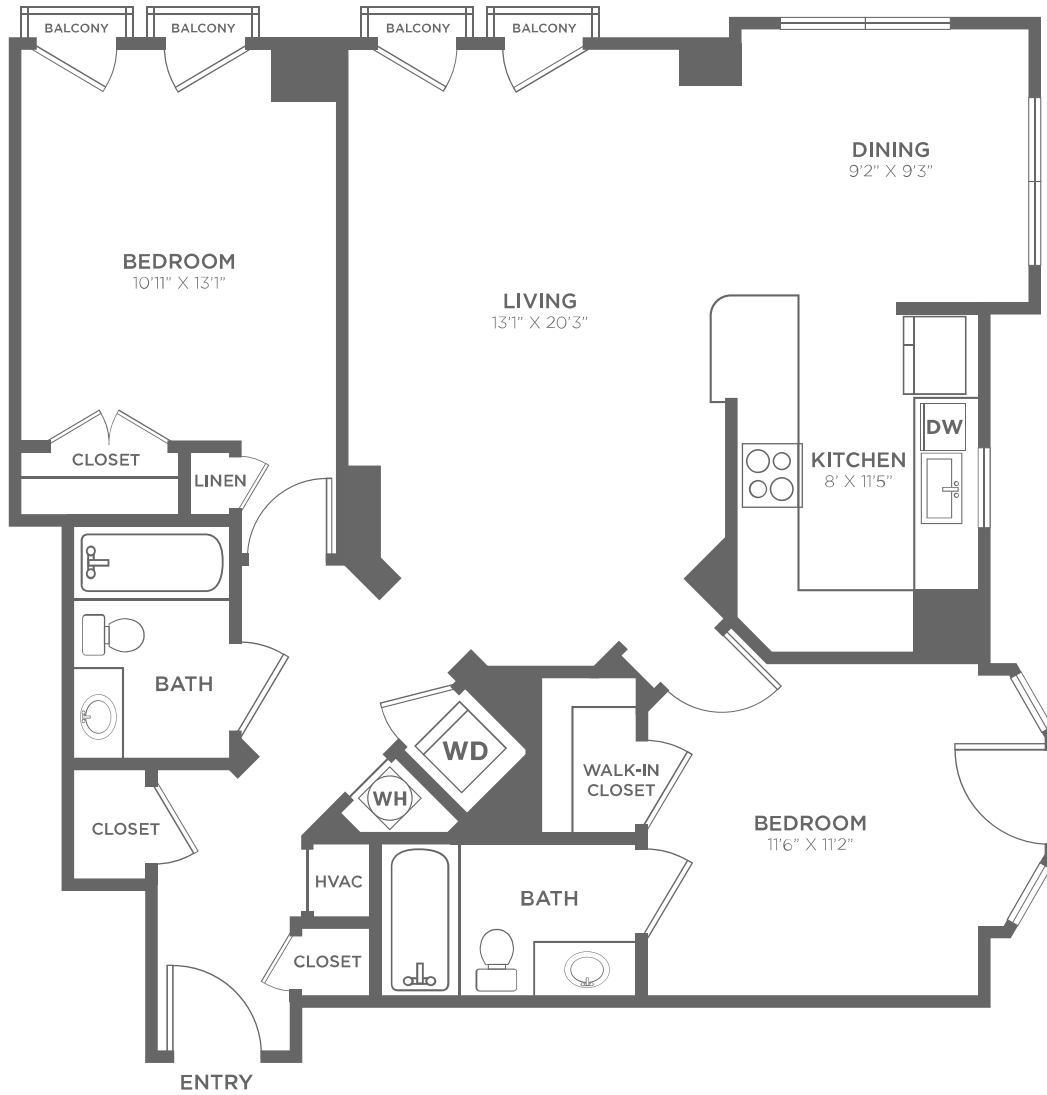 BALCONY
BALCONY
BALCONY
BALCONY
DINING
9'2" X 9'3"
BEDROOM
10'11" X 13'1"
LIVING
13'1" X 20'3"
DW
CLOSET
LINEN
KITCHEN
8' X 11'5"
BATH
WD
WALK-IN
CLOSET
WH
CLOSET
BEDROOM
11'6" X 11'2"
HVAC
BATH
CLOSET
ENTRY